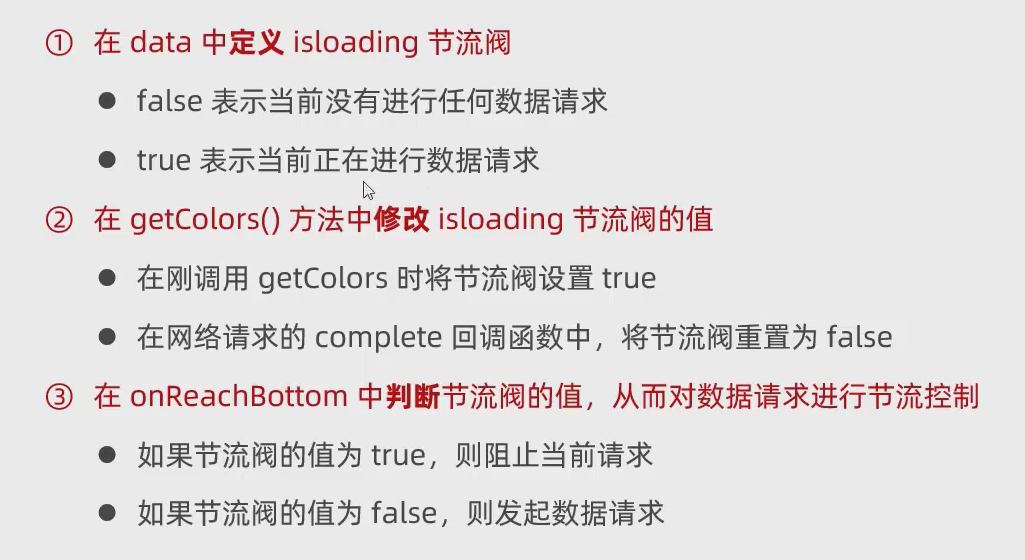 ① 在 data 中定义 isloading 节流阀
● false 表示当前没有进行任何数据请求
● true 表示当前正在进行数据请求
② 在 getColors() 方法中修改 isloading 节流阀的值
● 在刚调用 getColors 时将节流阀设置 true
● 在网络请求的 complete 回调函数中，将节流阀重置为 false
③ 在 onReachBottom 中判断节流阀的值，从而对数据请求进行节流控制
● 如果节流阀的值为 true，则阻止当前请求
● 如果节流阀的值为 false，则发起数据请求